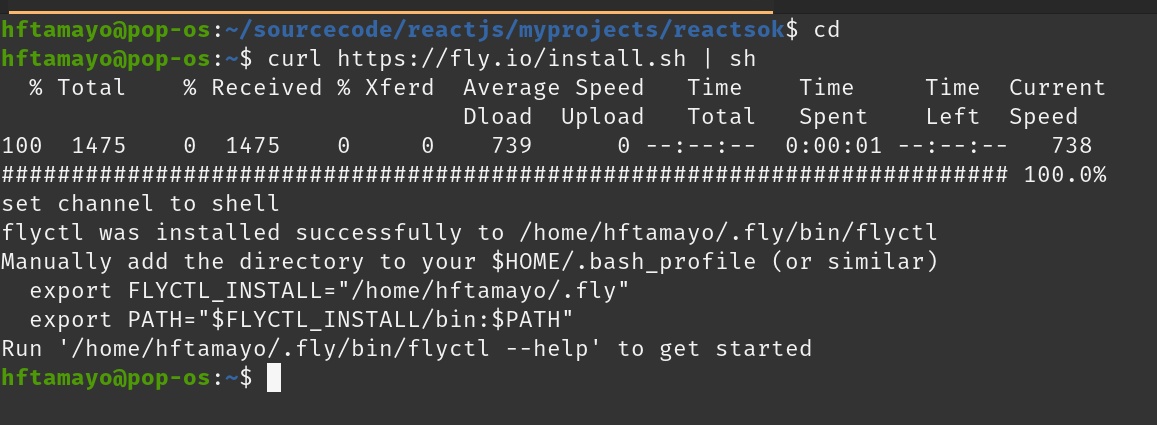 hftamayo@pop-os:~/sourcecode/reactjs/myprojects/reactsok$ cd
hftamayo@pop-os:~$ curl https://fly.io/install.sh | sh
  % Total    % Received % Xferd  Average Speed   Time    Time     Time  Current
                                 Dload  Upload   Total   Spent    Left  Speed
100  1475    0  1475    0     0    739      0 --:--:--  0:00:01 --:--:--   738
######################################################################## 100.0%
set channel to shell
flyctl was installed successfully to /home/hftamayo/.fly/bin/flyctl
Manually add the directory to your $HOME/.bash_profile (or similar)
  export FLYCTL_INSTALL="/home/hftamayo/.fly"
  export PATH="$FLYCTL_INSTALL/bin:$PATH"
Run '/home/hftamayo/.fly/bin/flyctl --help' to get started
hftamayo@pop-os:~$